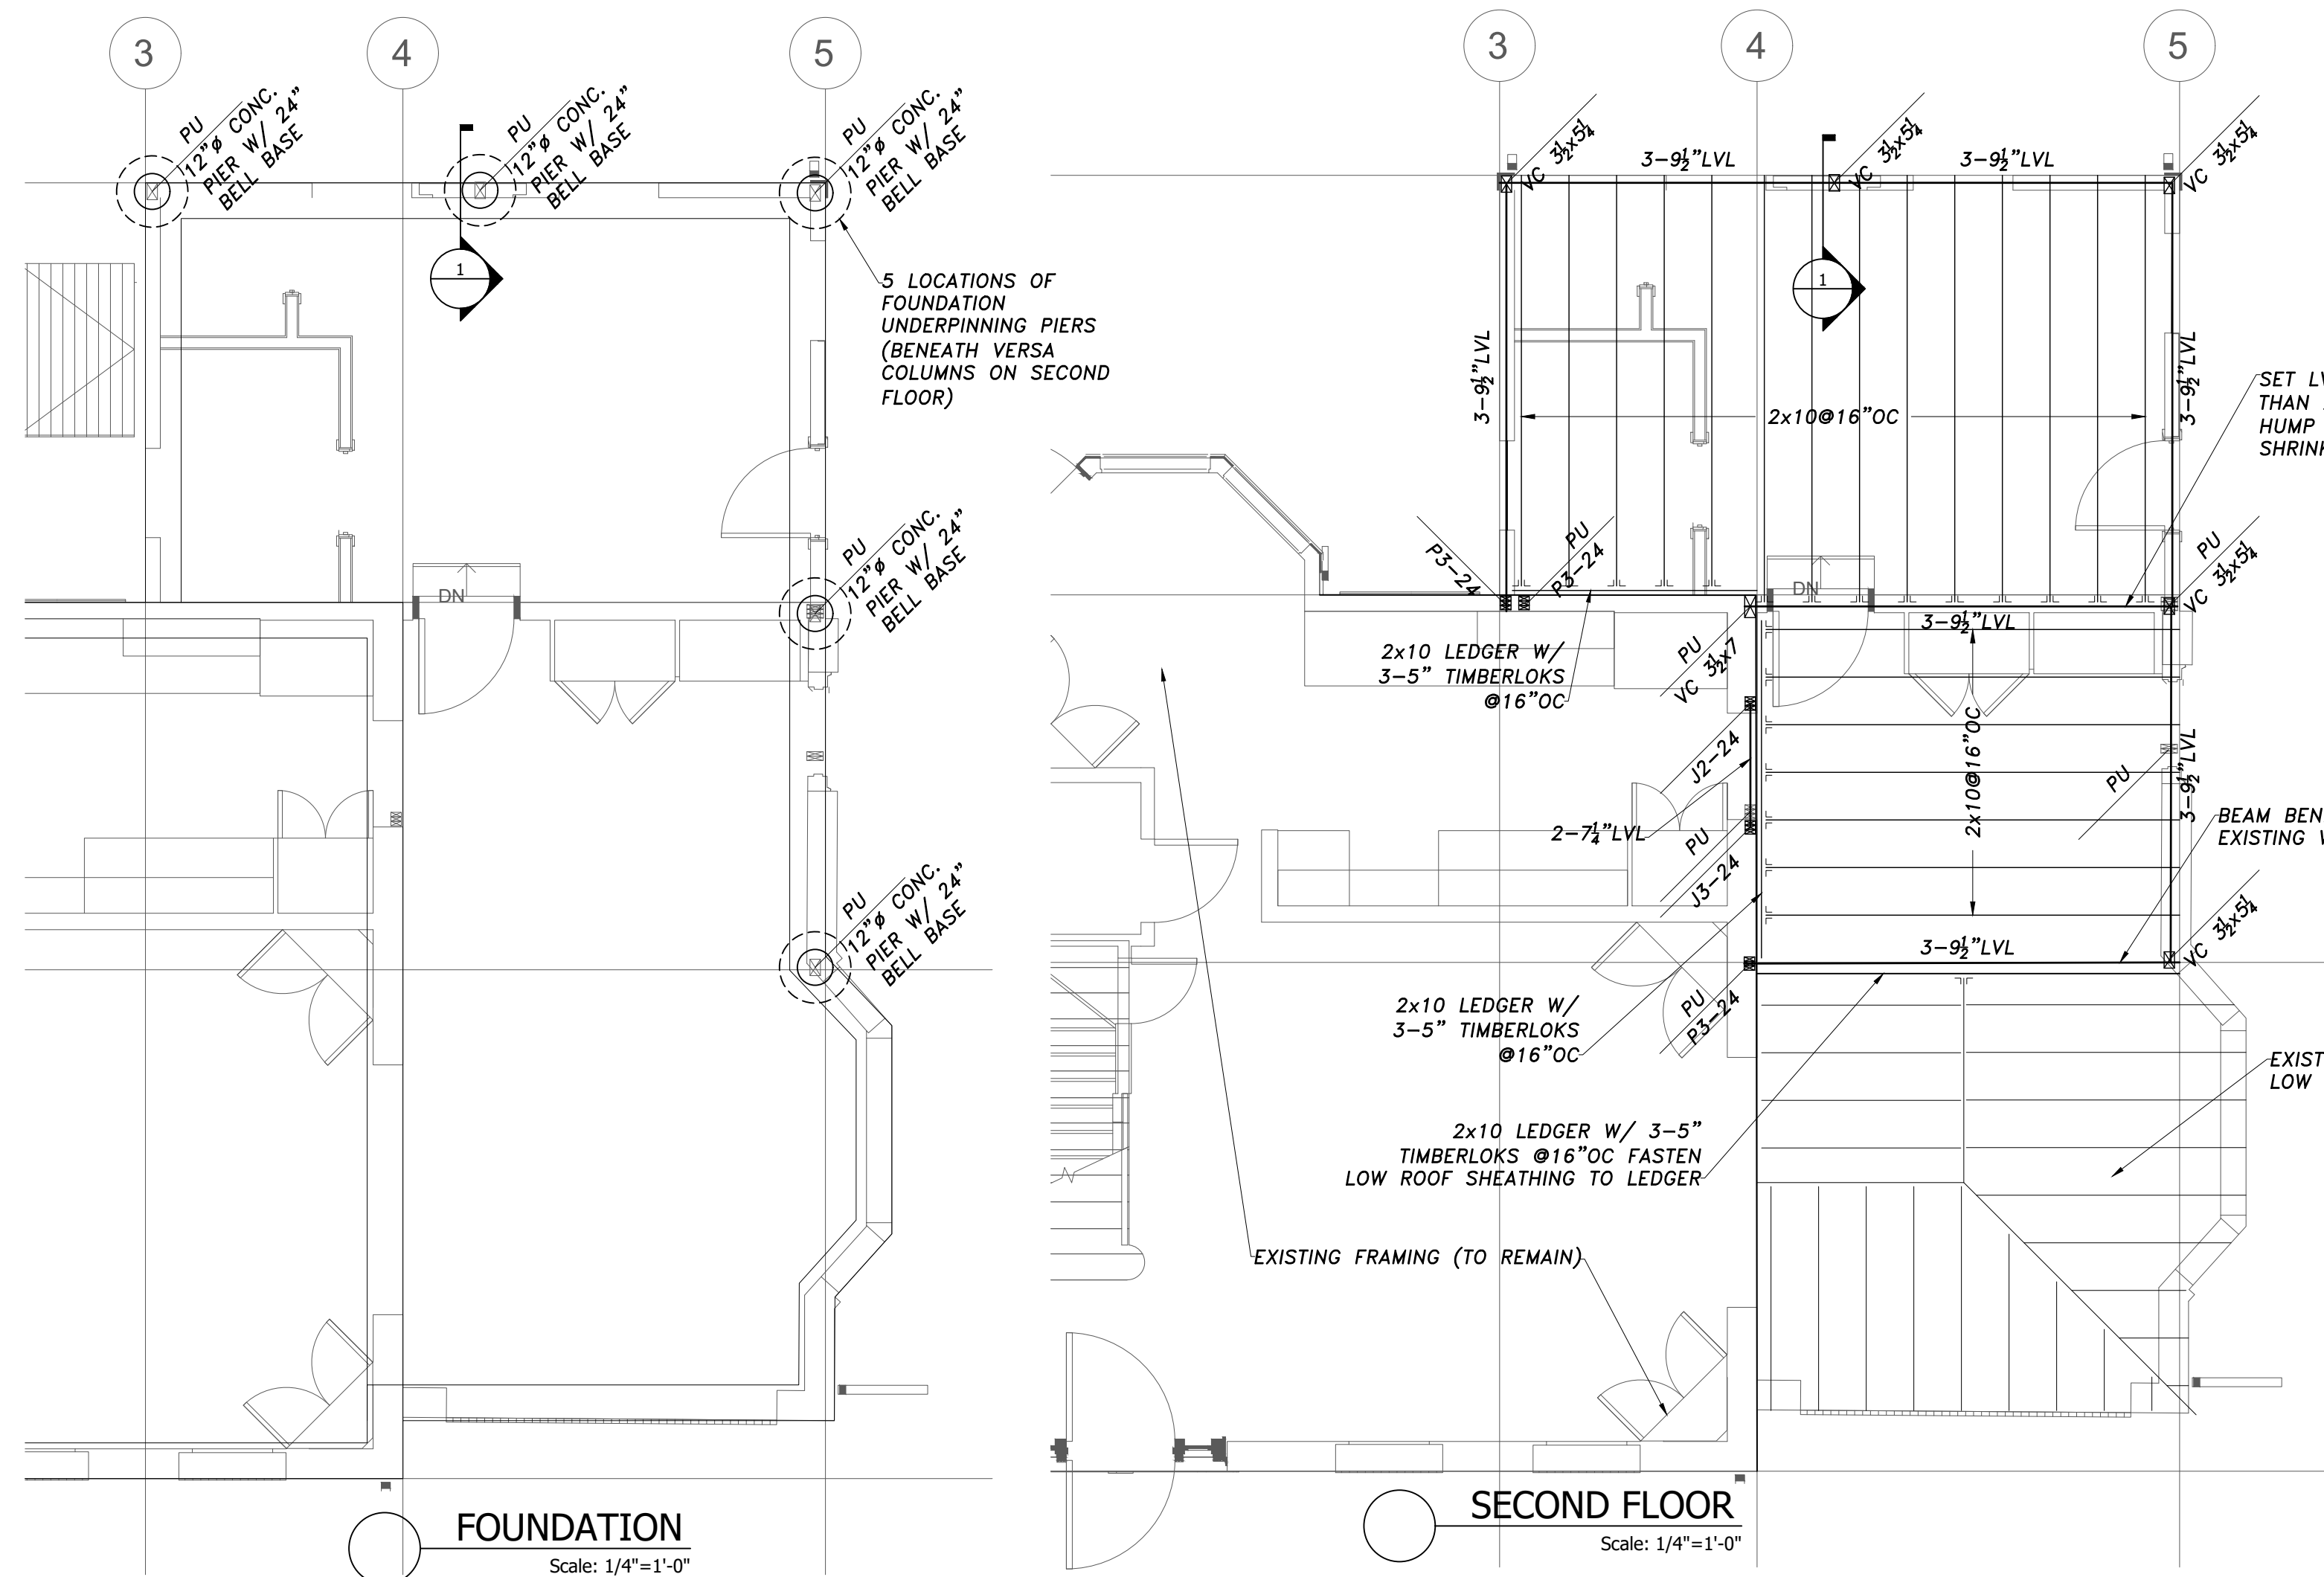 3
4
5
PU
12"ø CONC.
PIER W/ 24"
BELL BASE
PU
12"ø CONC.
PIER W/ 24"
BELL BASE
PU
12"ø CONC.
PIER W/ 24"
BELL BASE
1
5 LOCATIONS OF
FOUNDATION
UNDERPINNING PIERS
(BENEATH VERSA
COLUMNS ON SECOND
FLOOR)
PU
12"ø CONC.
PIER W/ 24"
BELL BASE
DN
PU
12"ø CONC.
PIER W/ 24"
BELL BASE
FOUNDATION
Scale: 1/4"=1'-0"
3
4
5
VC 3½x5¼
3-9½"LVL
VC 3½x5¼
3-9½"LVL
VC 3½x5¼
1
3-9½"LVL
3-9½"LVL
2x10@16"OC
SET LV
THAN
HUMP
SHRIN
P3-24
PU
P3-24
PU
VC 3½x5¼
DN
3-9½"LVL
2x10 LEDGER W/
3-5" TIMBERLOKS
@16"OC
PU
VC 3½x7
J2-24
2x10@16"OC
3-9½"LVL
PU
2-7¼"LVL
PU
J3-24
BEAM BEN
EXISTING
3-9½"LVL
VC 3½x5¼
2x10 LEDGER W/
3-5" TIMBERLOKS
@16"OC
PU
P3-24
EXIST
LOW
2x10 LEDGER W/ 3-5"
TIMBERLOKS @16"OC FASTEN
LOW ROOF SHEATHING TO LEDGER
EXISTING FRAMING (TO REMAIN)
SECOND FLOOR
Scale: 1/4"=1'-0"